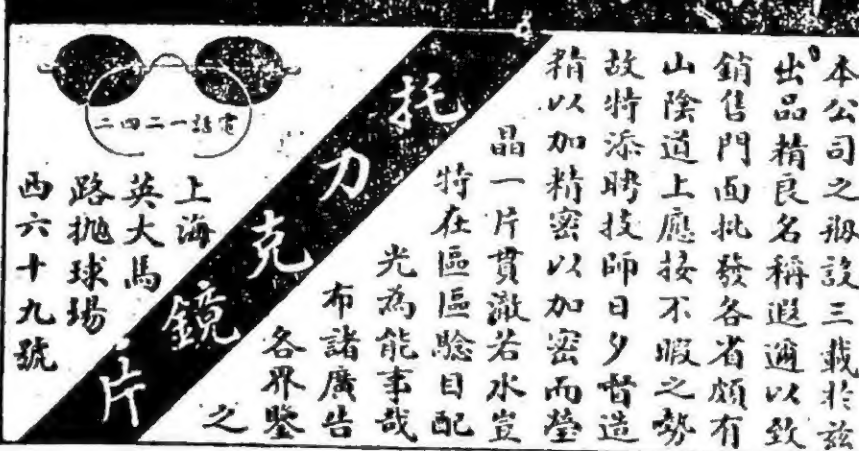 本公司之刱設三載於玆
出品精良名稱遐邇以致
銷售門面批發各省頗有
山陰道上應接不暇之勢
故特添聘技師日夕督造
精以加精密以加密而瑩
晶一片貫澈若水豈
特在區區驗目配
光為能事哉
布諸廣告
各界鑒
之
托力克鏡片
電話一二四二
上海
英大馬
路拋球場
西六十九號